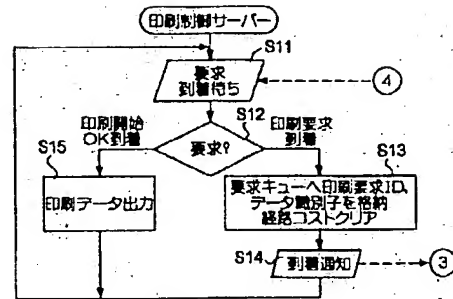 印刷制御サーバー
S11
要求
到着待ち
4
S12
印刷開始
OK到着
印刷要求
到着
要求?
S15
S13
印刷データ出力
要求キューへ印刷要求ID、
データ識別子を格納
経路コストクリア
S14
到着通知
3